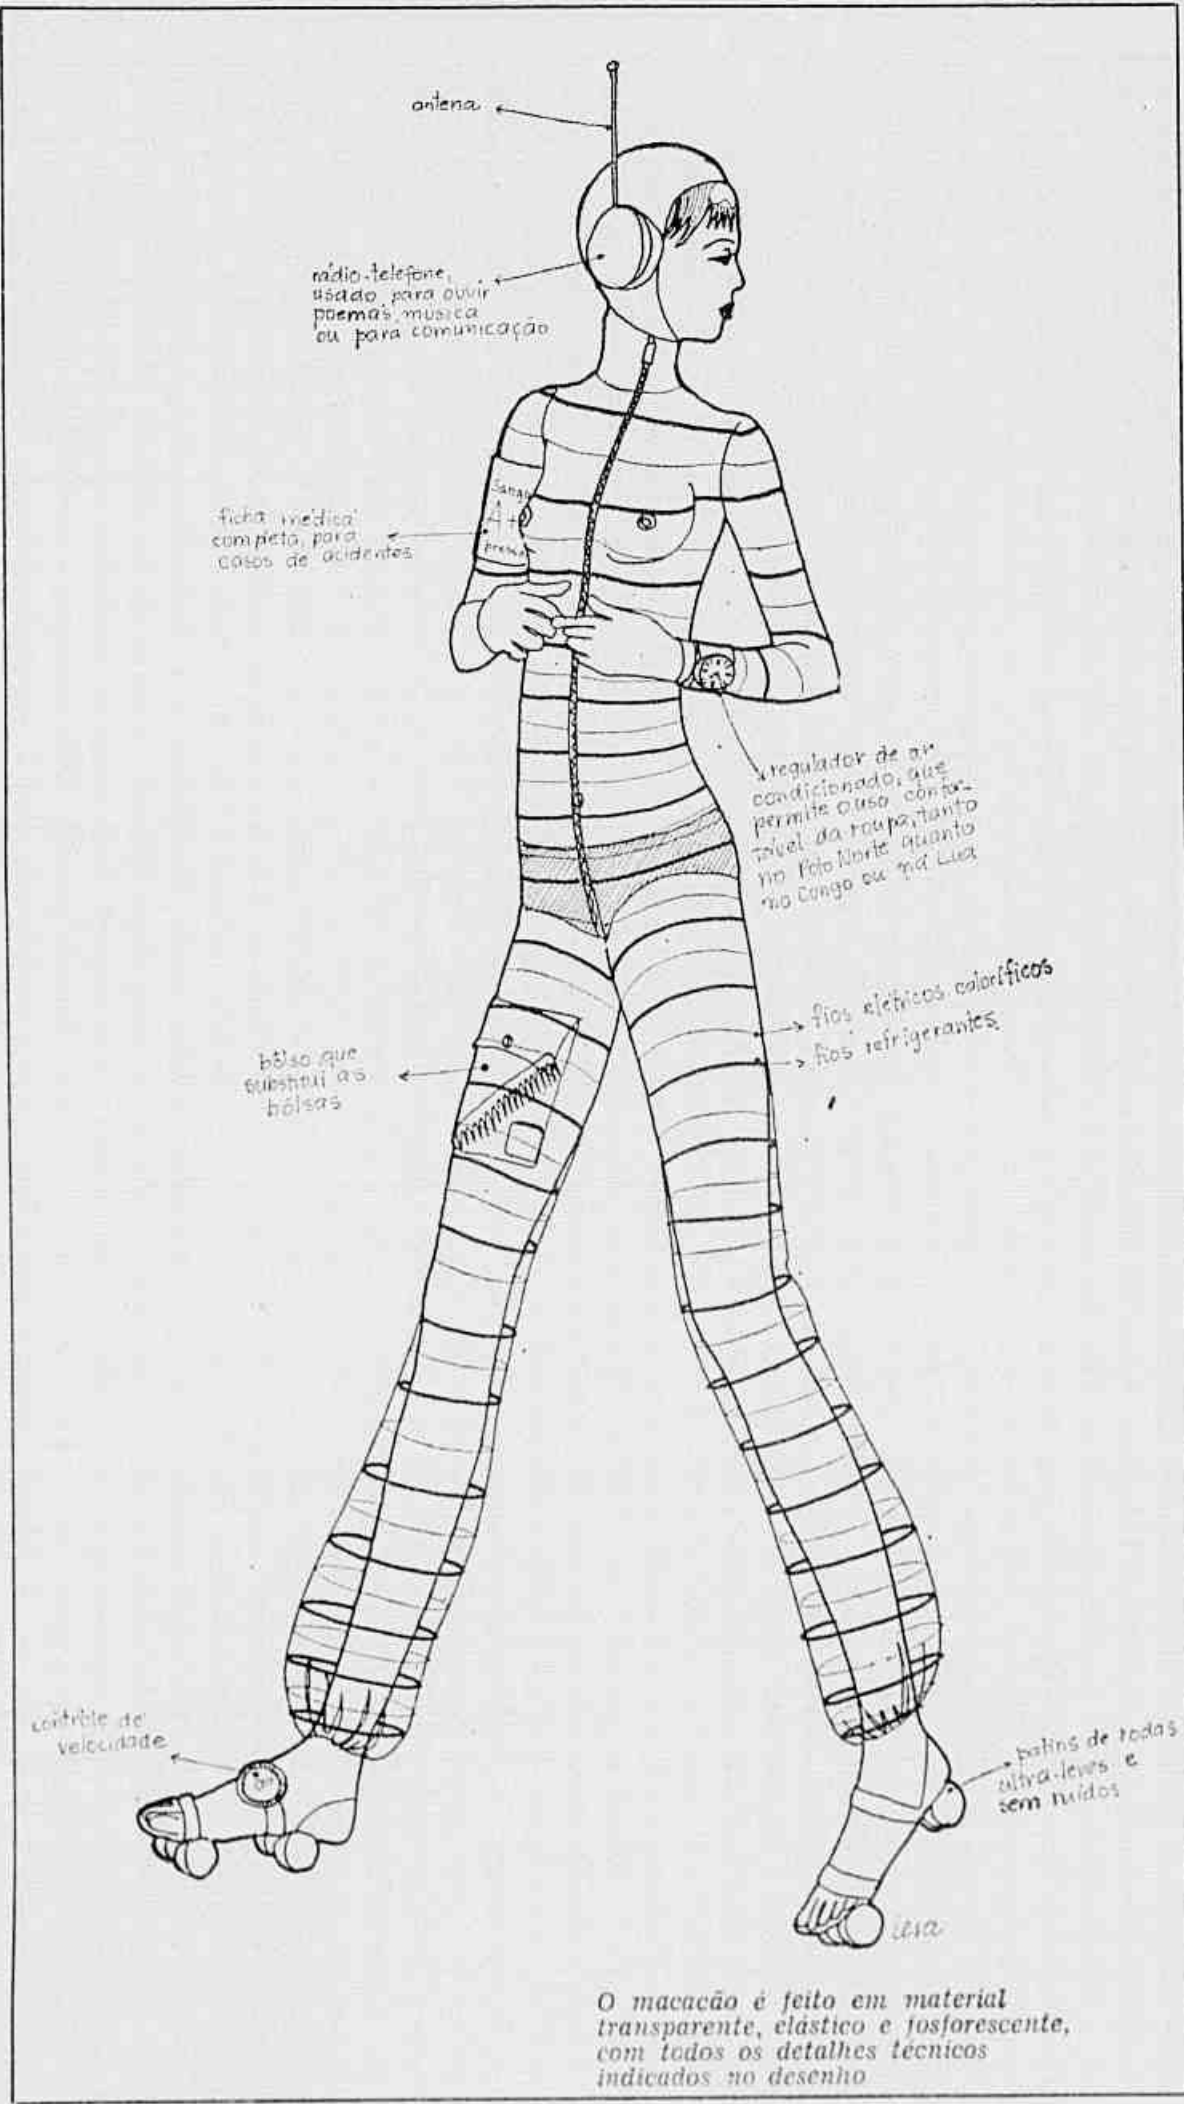 antena
rádio-telefone,
usado para ouvir
poemas, música
ou para comunicação
Sangu
A+
ficha médica
completa, para
casos de acidentes
regulador de ar
condicionado, que
permite o uso confor-
tável da roupa, tanto
no Polo Norte quanto
no Congo ou na Lua
fios elétricos caloríficos
fios refrigerantes
bôlso que
substitui as
bôlsas
contrôle de
velocidade
patins de rodas
ultra-leves e
sem ruídos
O macacão é feito em material
transparente, elástico e fosforescente,
com todos os detalhes técnicos
indicados no desenho